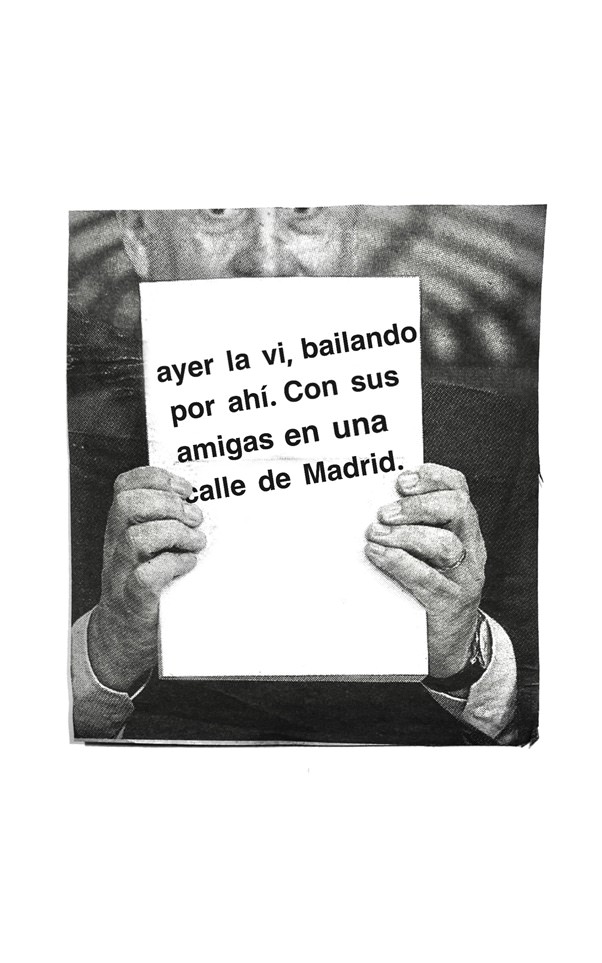 ayer la vi, bailando
por ahí. Con sus
amigas en una
calle de Madrid.